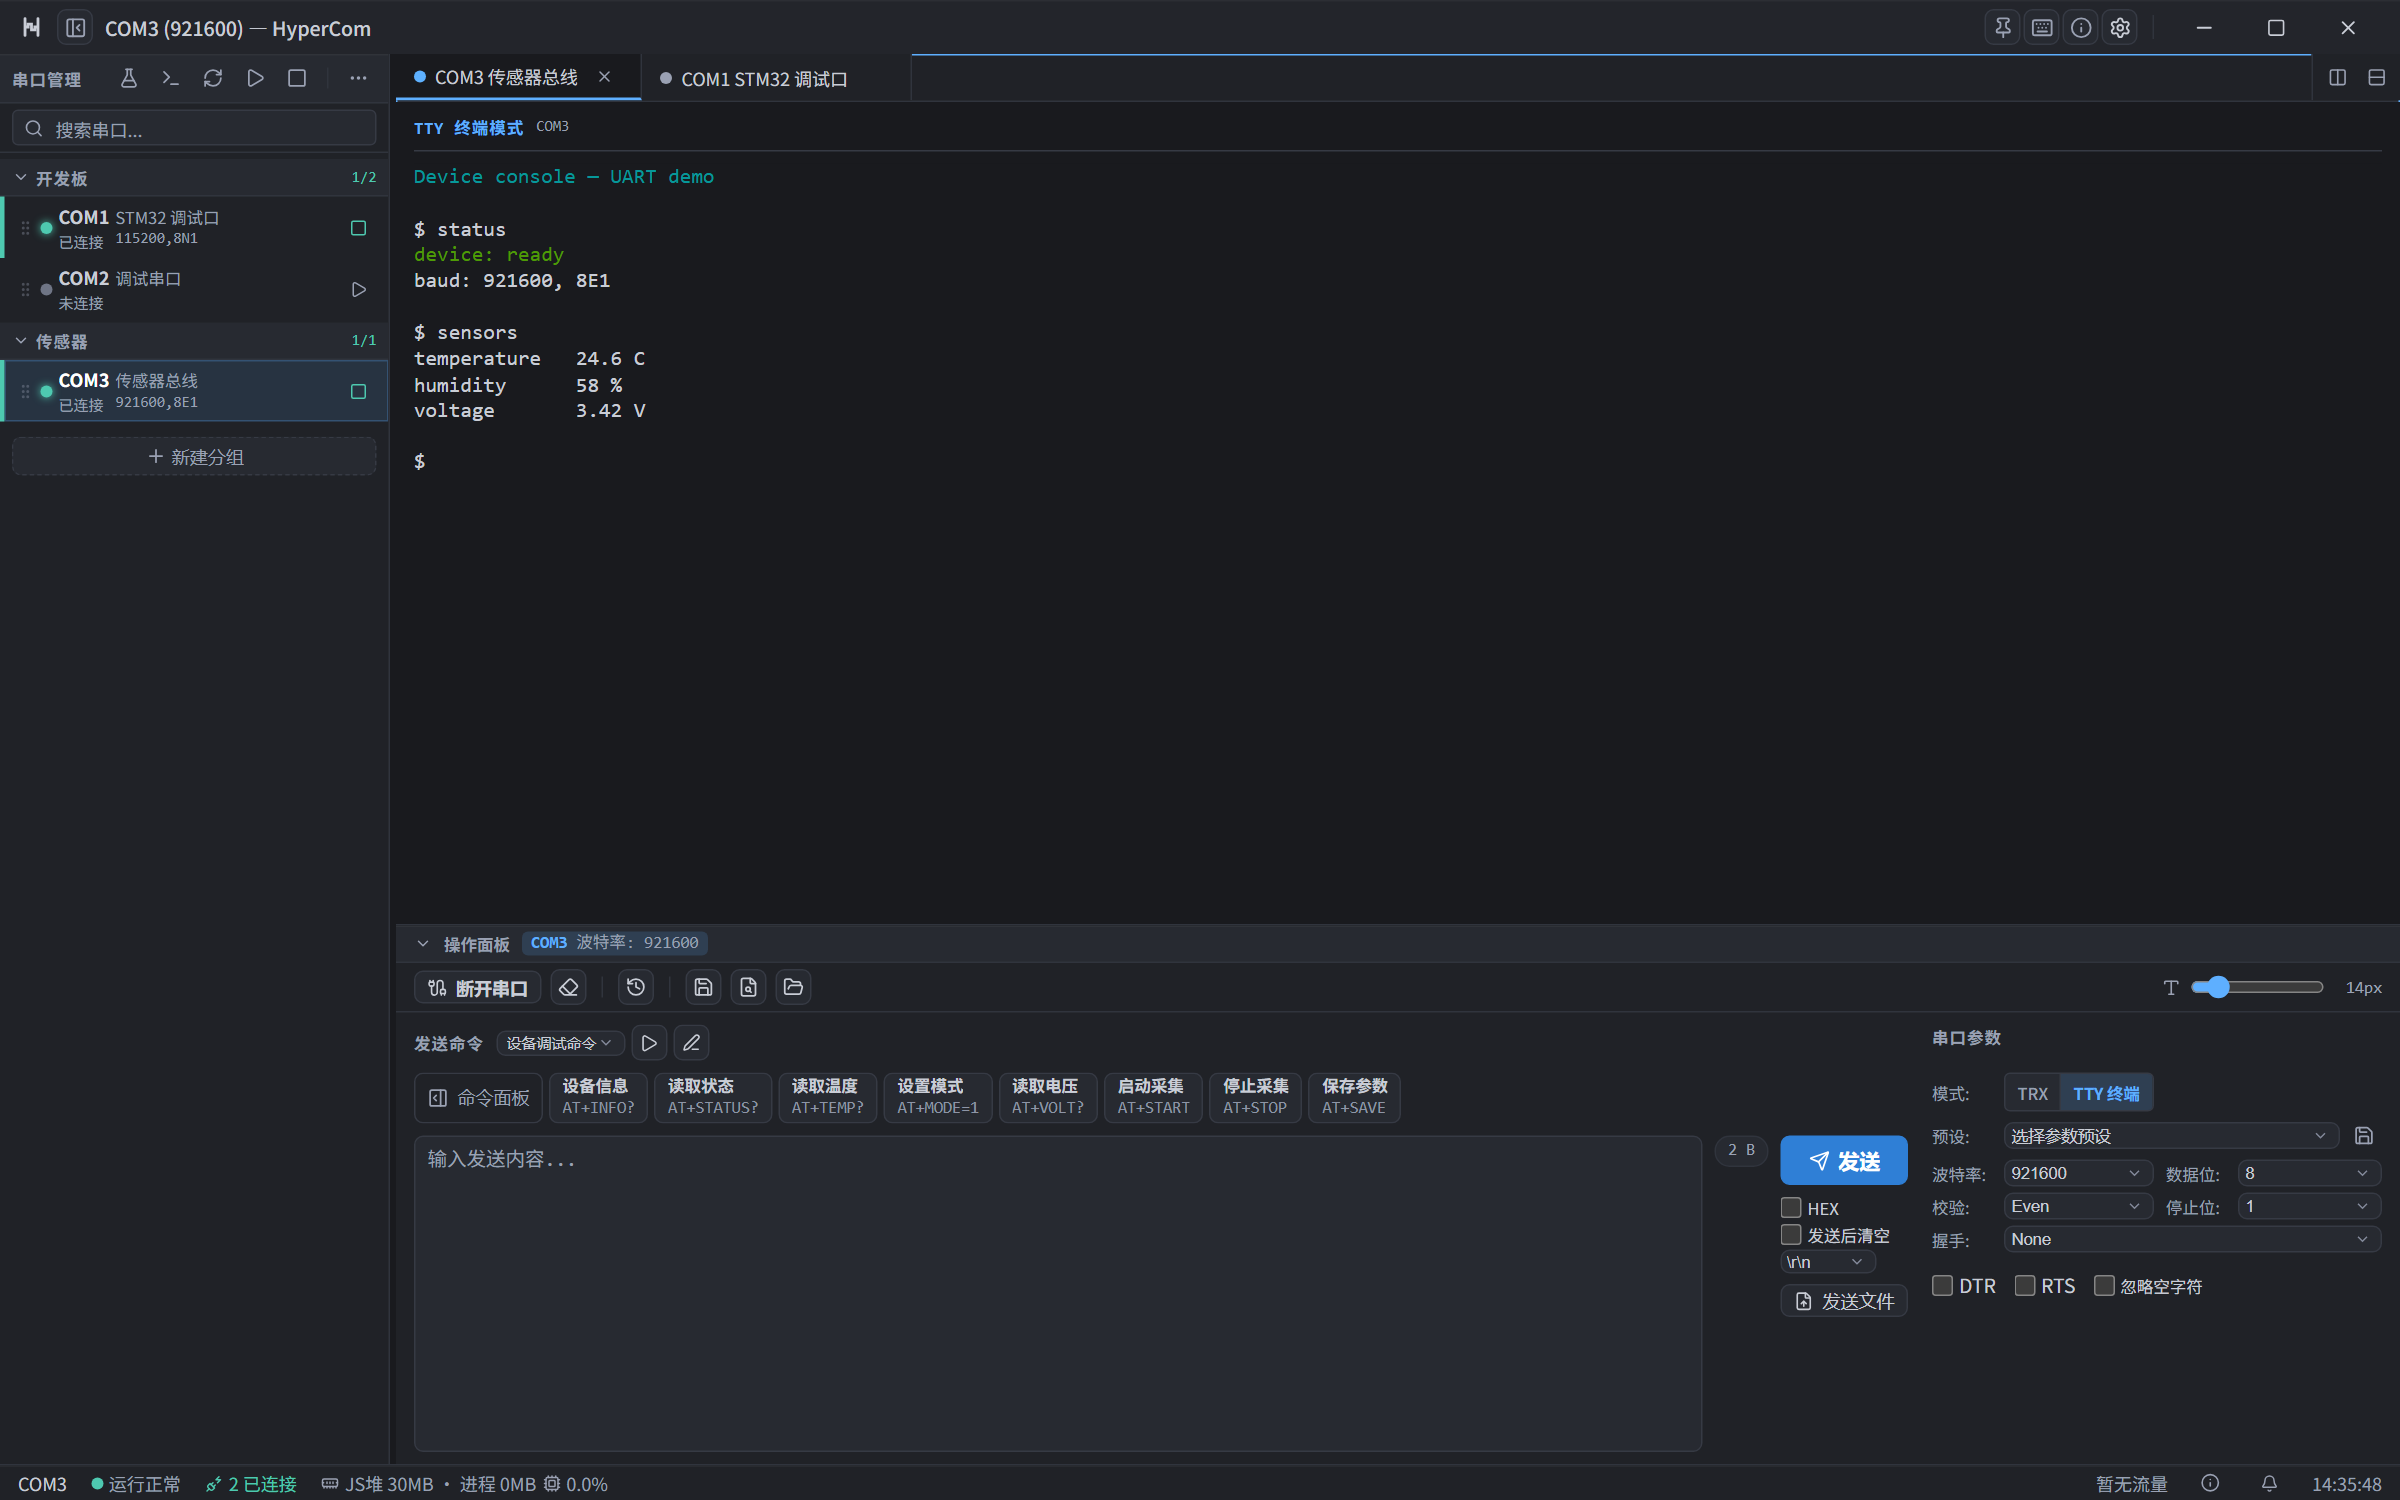 COM3 (921600) — HyperCom
串口管理
搜索串口...
开发板 1/2
COM1 STM32 调试口
已连接 115200,8N1
COM2 调试串口
未连接
传感器 1/1
COM3 传感器总线
已连接 921600,8E1
新建分组
COM3 传感器总线
COM1 STM32 调试口
TTY 终端模式 COM3
Device console — UART demo
$ status
device: ready
baud: 921600, 8E1
$ sensors
temperature 24.6 C
humidity 58 %
voltage 3.42 V
$
操作面板 COM3 波特率: 921600
断开串口
14px
发送命令 设备调试命令
命令面板
设备信息
AT+INFO?
读取状态
AT+STATUS?
读取温度
AT+TEMP?
设置模式
AT+MODE=1
读取电压
AT+VOLT?
启动采集
AT+START
停止采集
AT+STOP
保存参数
AT+SAVE
输入发送内容...
2 B
发送
HEX
发送后清空
\r\n
发送文件
串口参数
模式: TRX TTY 终端
预设: 选择参数预设
波特率: 921600 数据位: 8
校验: Even 停止位: 1
握手: None
DTR RTS 忽略空字符
COM3 运行正常 2 已连接 JS堆 30MB · 进程 0MB 0.0%
暂无流量 14:35:48